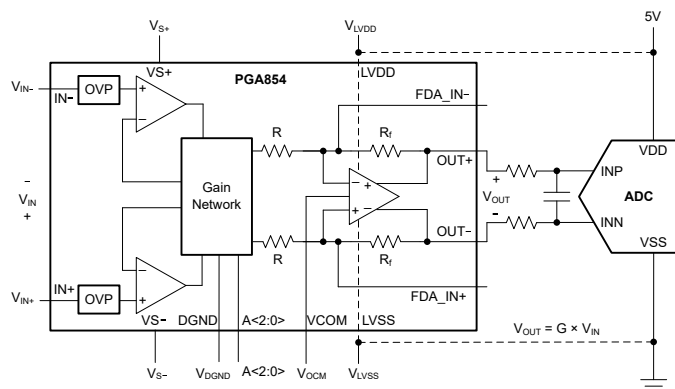 VS+
VLVDD
5V
VS+
PGA854
LVDD
VIN−
IN−
OVP
FDA_IN−
R
Rf
OUT+
VDD
INP
Gain
Network
VIN
VOUT
ADC
INN
OUT−
VSS
R
Rf
IN+
VIN+
OVP
FDA_IN+
VS−
DGND
A<2:0>
VCOM
LVSS
VOUT = G × VIN
VS−
VDGND
A<2:0>
VOCM
VLVSS